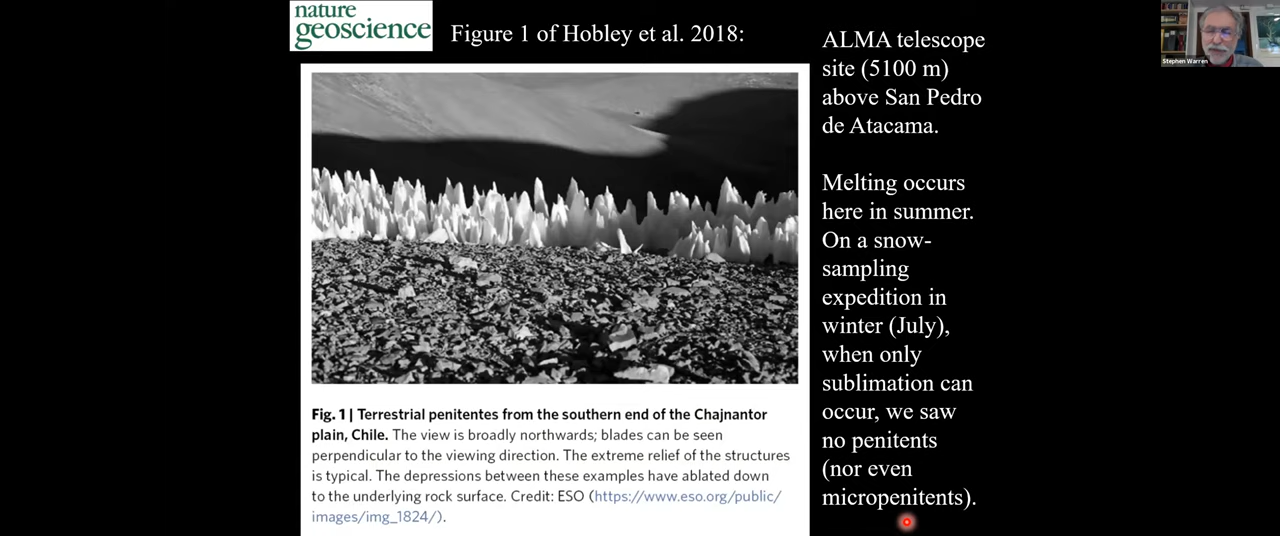 nature
geoscience
Figure 1 of Hobley et al. 2018:
Fig. 1 | Terrestrial penitentes from the southern end of the Chajnantor
plain, Chile. The view is broadly northwards; blades can be seen
perpendicular to the viewing direction. The extreme relief of the structures
is typical. The depressions between these examples have ablated down
to the underlying rock surface. Credit: ESO (https://www.eso.org/public/
images/img_1824/).
ALMA telescope
site (5100 m)
above San Pedro
de Atacama.
Melting occurs
here in summer.
On a snow-
sampling
expedition in
winter (July),
when only
sublimation can
occur, we saw
no penitents
(nor even
micropenitents).
Stephen Warren